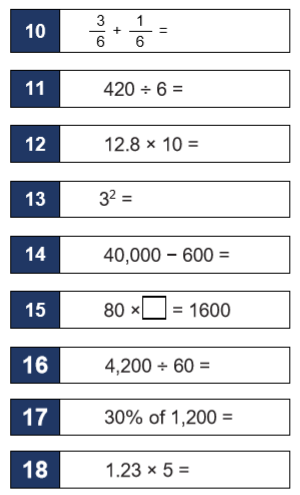 10 3/6 + 1/6 =
11 420 ÷ 6 =
12 12.8 × 10 =
13 3² =
14 40,000 − 600 =
15 80 × □ = 1600
16 4,200 ÷ 60 =
17 30% of 1,200 =
18 1.23 × 5 =